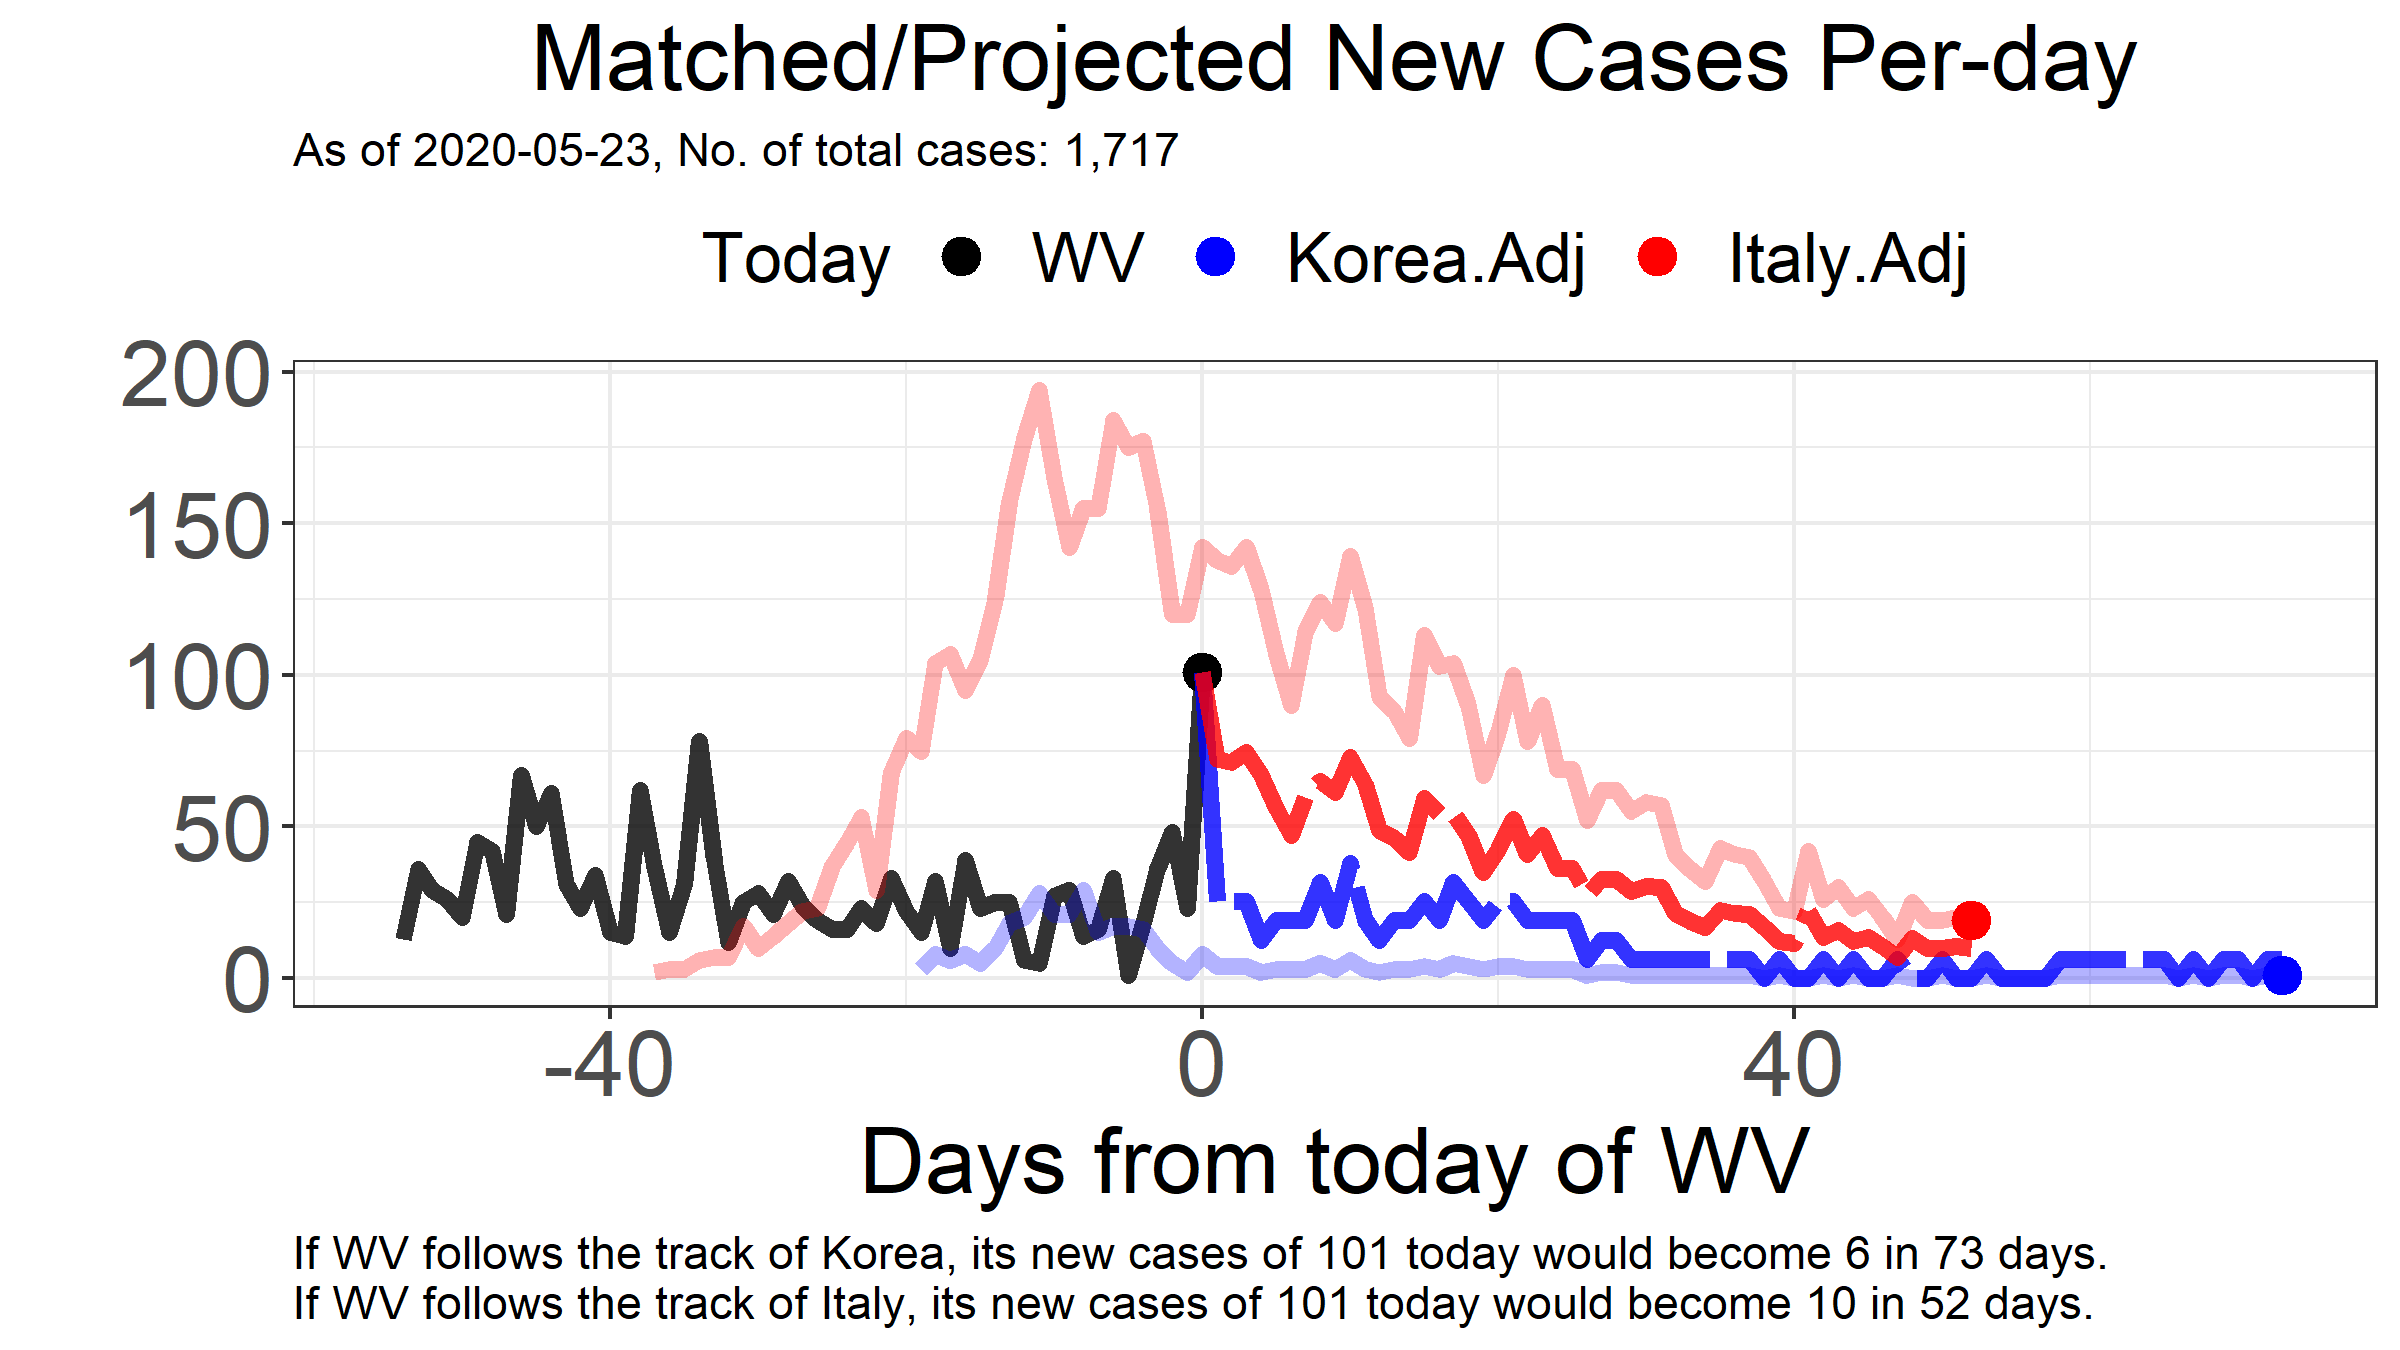 Matched/Projected New Cases Per-day
As of 2020-05-23, No. of total cases: 1,717
Today WV Korea.Adj Italy.Adj
200
150
100
50
0
-40 0 40
Days from today of WV
If WV follows the track of Korea, its new cases of 101 today would become 6 in 73 days.
If WV follows the track of Italy, its new cases of 101 today would become 10 in 52 days.